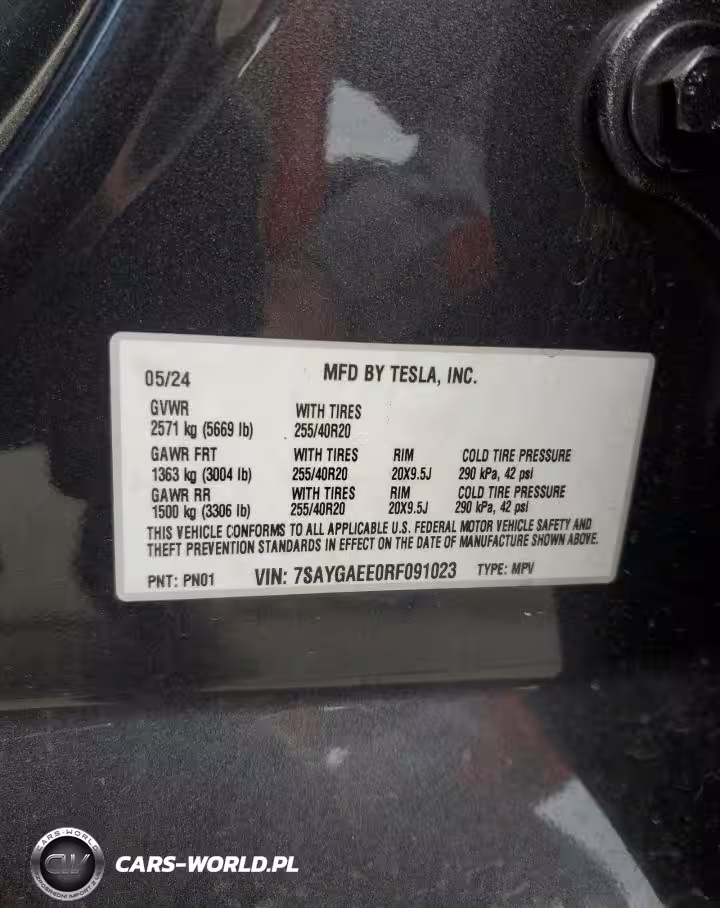 05/24 MFD BY TESLA, INC.
GVWR WITH TIRES
2571 kg (5669 lb) 255/40R20
GAWR FRT WITH TIRES RIM COLD TIRE PRESSURE
1363 kg (3004 lb) 255/40R20 20X9.5J 290 kPa, 42 psi
GAWR RR WITH TIRES RIM COLD TIRE PRESSURE
1500 kg (3306 lb) 255/40R20 20X9.5J 290 kPa, 42 psi
THIS VEHICLE CONFORMS TO ALL APPLICABLE U.S. FEDERAL MOTOR VEHICLE SAFETY AND
THEFT PREVENTION STANDARDS IN EFFECT ON THE DATE OF MANUFACTURE SHOWN ABOVE.
PNT: PN01 VIN: 7SAYGAEE0RF091023 TYPE: MPV
CARS-WORLD
CW
CARS-WORLD.PL